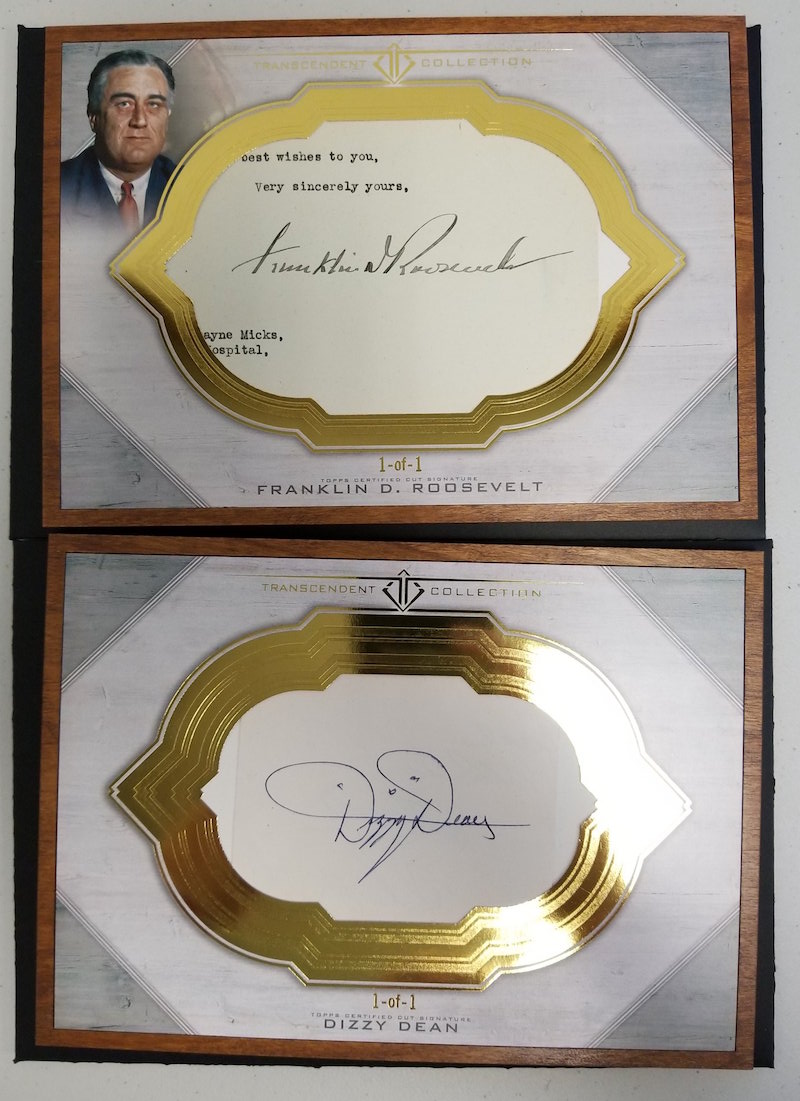 TRANSCENDENT COLLECTION
best wishes to you,
Very sincerely yours,
Franklin D Roosevelt
ayne Micks,
ospital,
1-of-1
TOPPS CERTIFIED CUT SIGNATURE
FRANKLIN D. ROOSEVELT
TRANSCENDENT COLLECTION
"Dizzy" Dean
1-of-1
TOPPS CERTIFIED CUT SIGNATURE
DIZZY DEAN